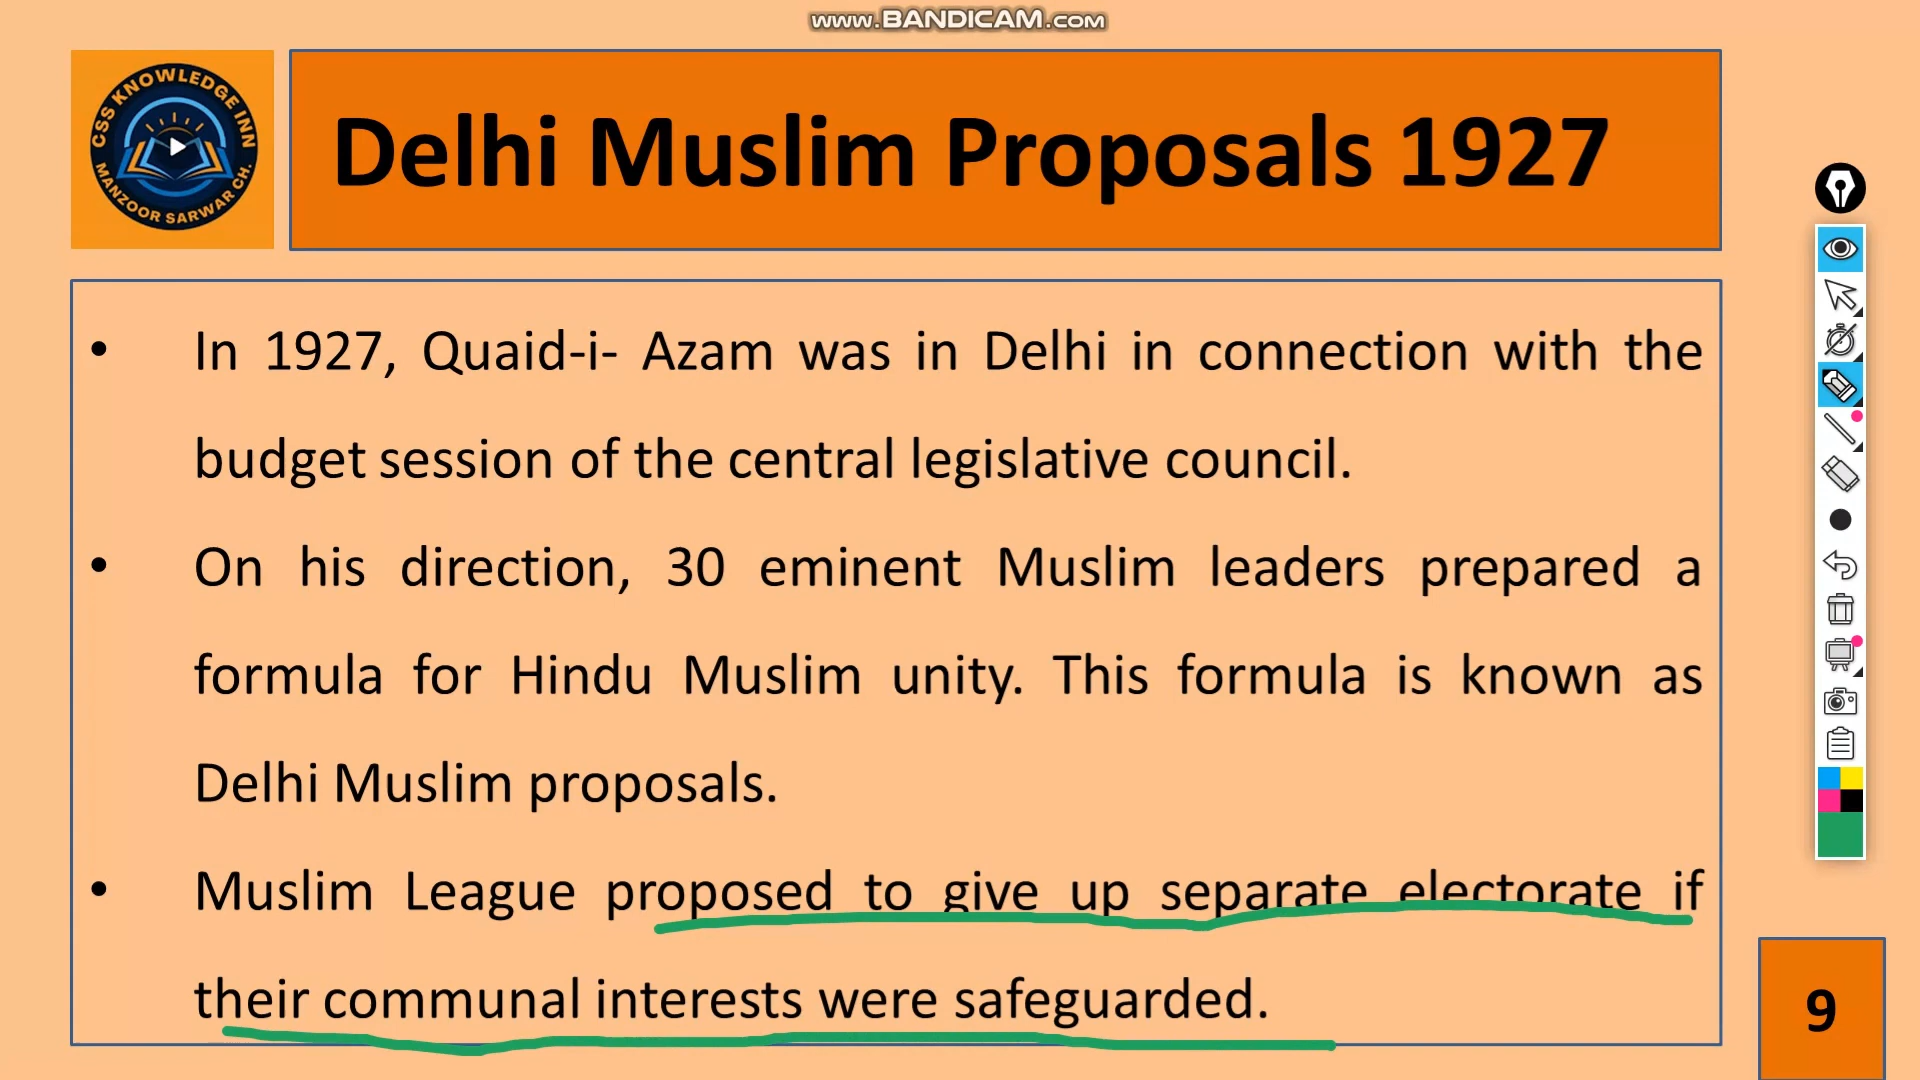 www.BANDICAM.com
CSS KNOWLEDGE INN
MANZOOR SARWAR CH.
Delhi Muslim Proposals 1927
• In 1927, Quaid-i- Azam was in Delhi in connection with the
budget session of the central legislative council.
• On his direction, 30 eminent Muslim leaders prepared a
formula for Hindu Muslim unity. This formula is known as
Delhi Muslim proposals.
• Muslim League proposed to give up separate electorate if
their communal interests were safeguarded.
9